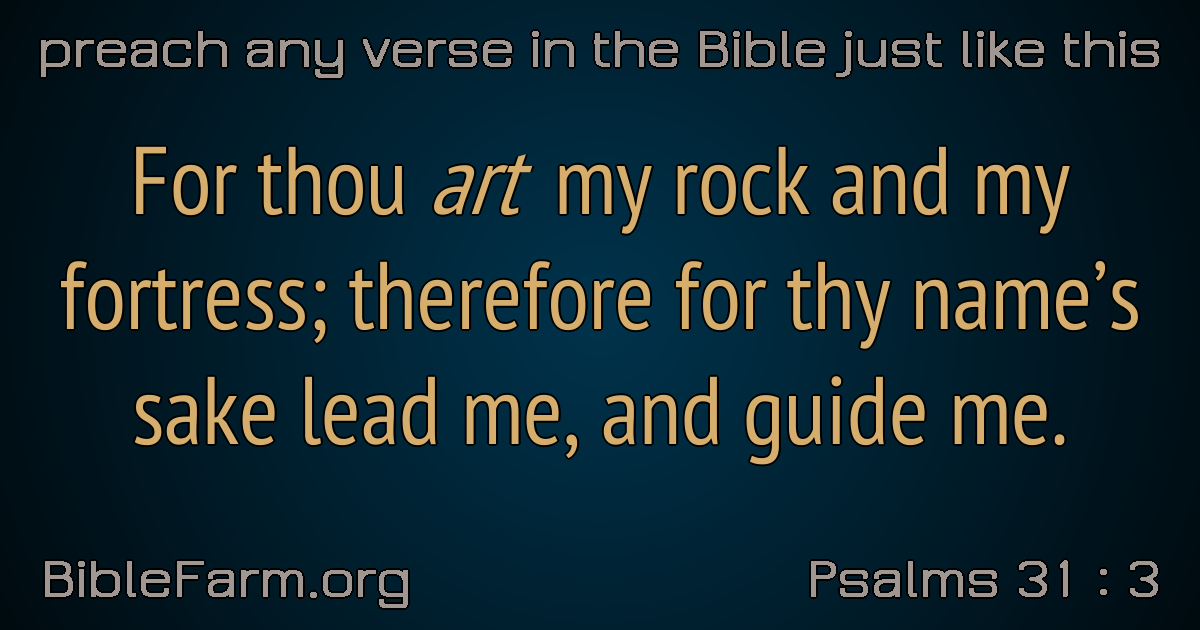 preach any verse in the Bible just like this
For thou art my rock and my
fortress; therefore for thy name’s
sake lead me, and guide me.
BibleFarm.org
Psalms 31 : 3